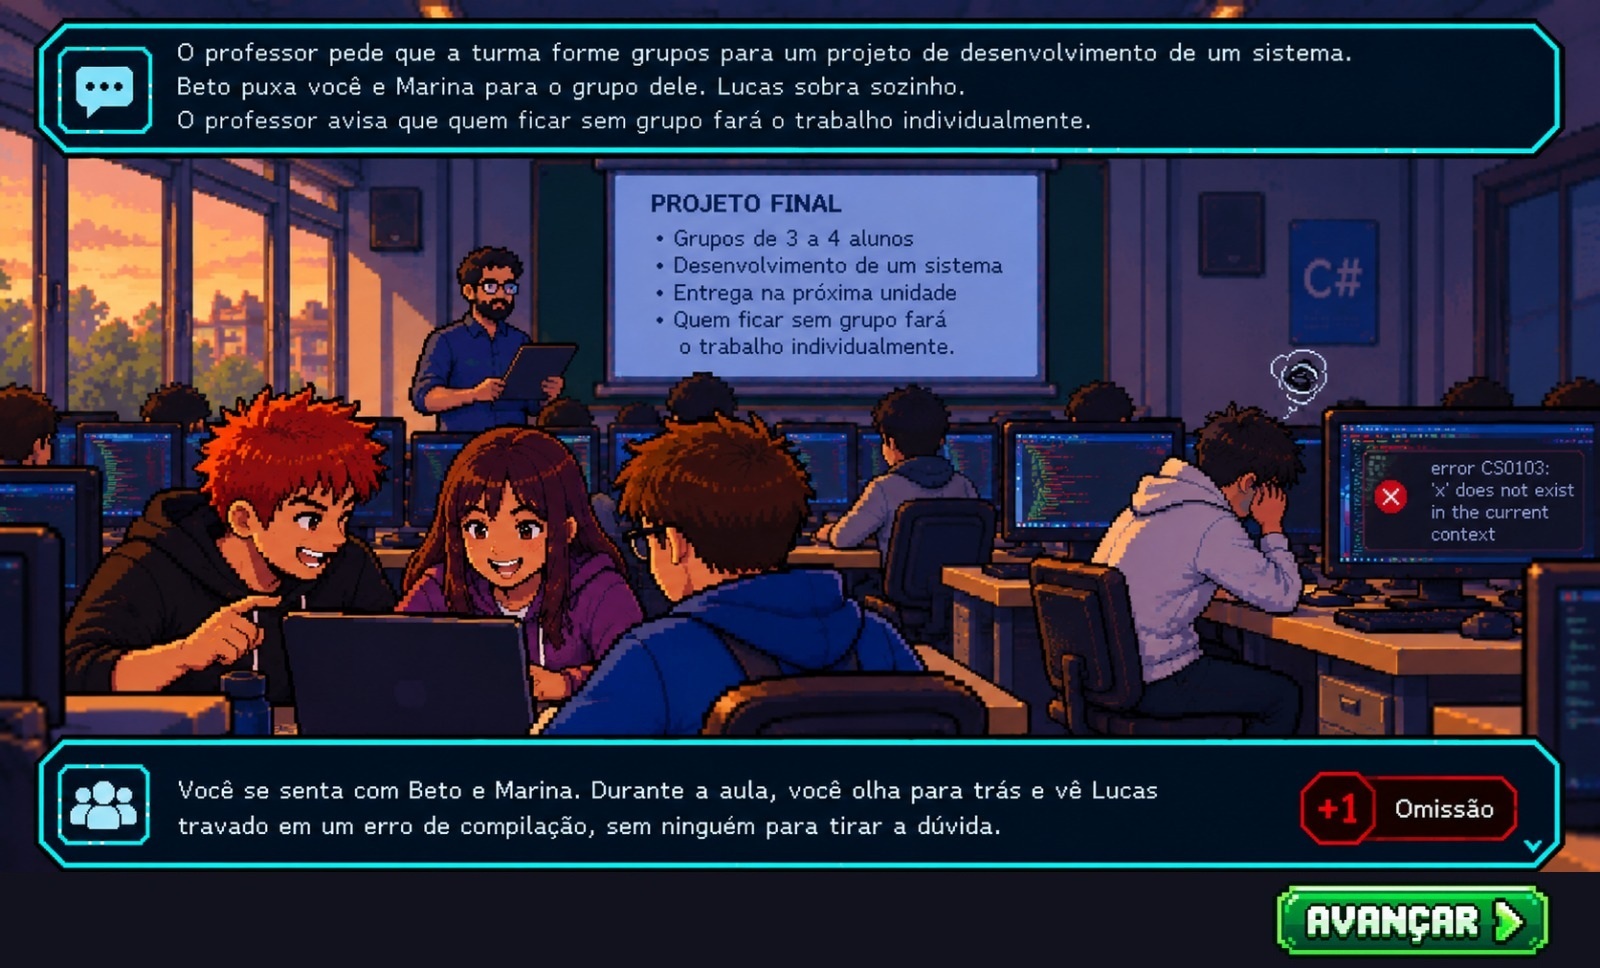 O professor pede que a turma forme grupos para um projeto de desenvolvimento de um sistema.
Beto puxa você e Marina para o grupo dele. Lucas sobra sozinho.
O professor avisa que quem ficar sem grupo fará o trabalho individualmente.
PROJETO FINAL
• Grupos de 3 a 4 alunos
• Desenvolvimento de um sistema
• Entrega na próxima unidade
• Quem ficar sem grupo fará
o trabalho individualmente.
C#
error CS0103:
'x' does not exist
in the current
context
Você se senta com Beto e Marina. Durante a aula, você olha para trás e vê Lucas
travado em um erro de compilação, sem ninguém para tirar a dúvida.
+1 Omissão
AVANÇAR